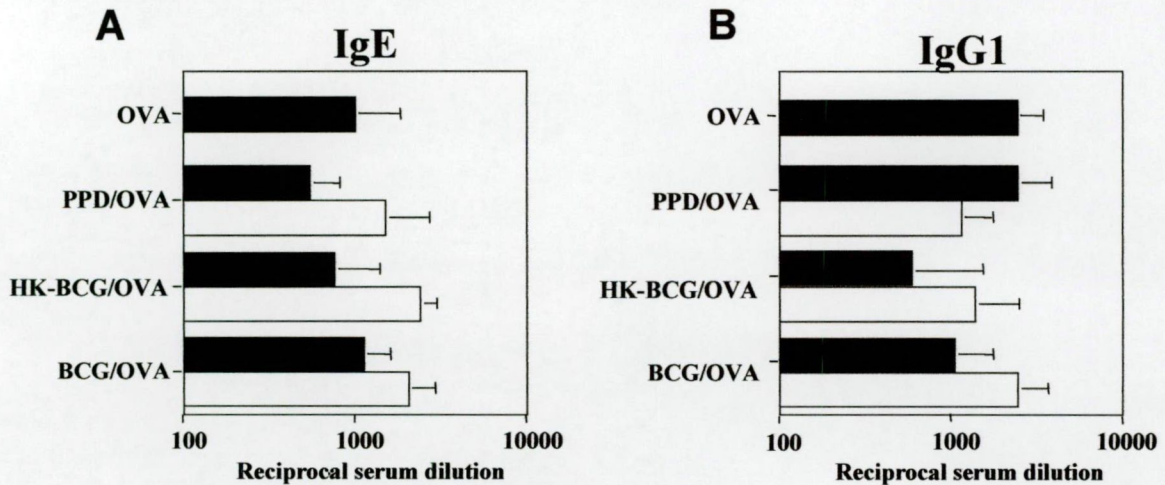 A
IgE
OVA
PPD/OVA
HK-BCG/OVA
BCG/OVA
100 1000 10000
Reciprocal serum dilution
B
IgG1
OVA
PPD/OVA
HK-BCG/OVA
BCG/OVA
100 1000 10000
Reciprocal serum dilution